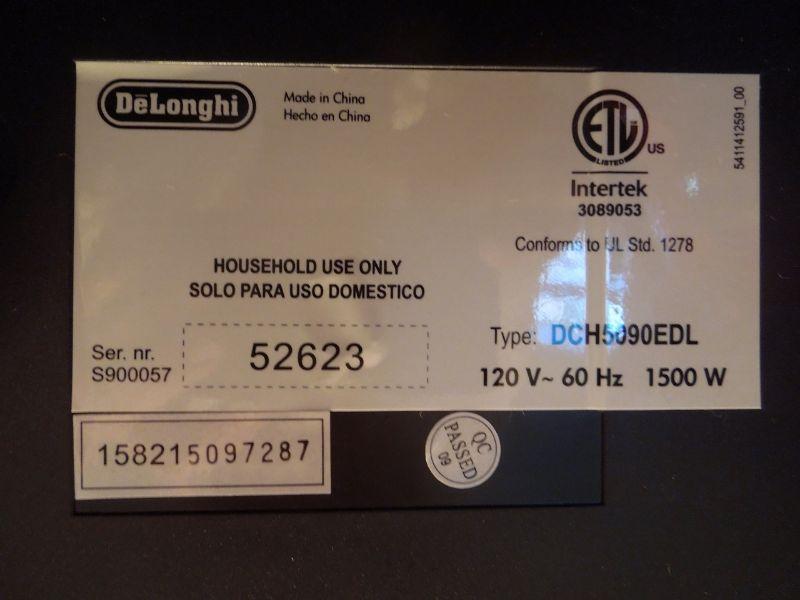 DēLonghi
Made in China
Hecho en China
ETL
LISTED
US
Intertek
3089053
5411412591_00
Conforms to UL Std. 1278
HOUSEHOLD USE ONLY
SOLO PARA USO DOMESTICO
Ser. nr.
S900057
52623
Type: DCH5090EDL
120 V~ 60 Hz 1500 W
158215097287
QC
PASSED
09